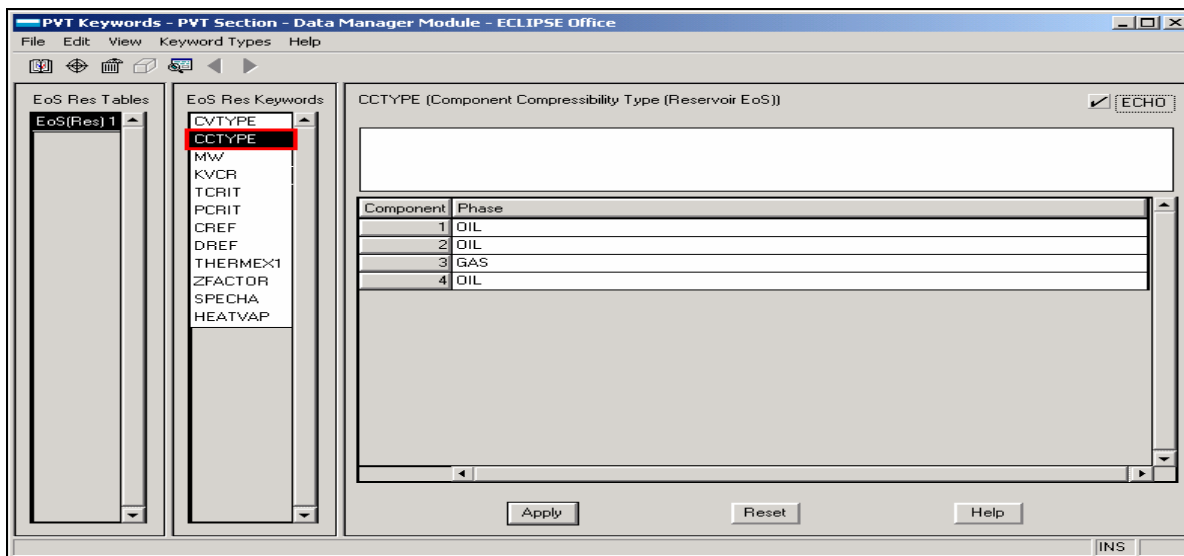 PVT Keywords - PVT Section - Data Manager Module - ECLIPSE Office
File Edit View Keyword Types Help
EoS Res Tables
EoS(Res) 1
EoS Res Keywords
CVTYPE
CCTYPE
MW
KVCR
TCRIT
PCRIT
CREF
DREF
THERMEX1
ZFACTOR
SPECHA
HEATVAP
CCTYPE (Component Compressibility Type (Reservoir EoS))
ECHO
Component Phase
1 OIL
2 OIL
3 GAS
4 OIL
Apply Reset Help
INS